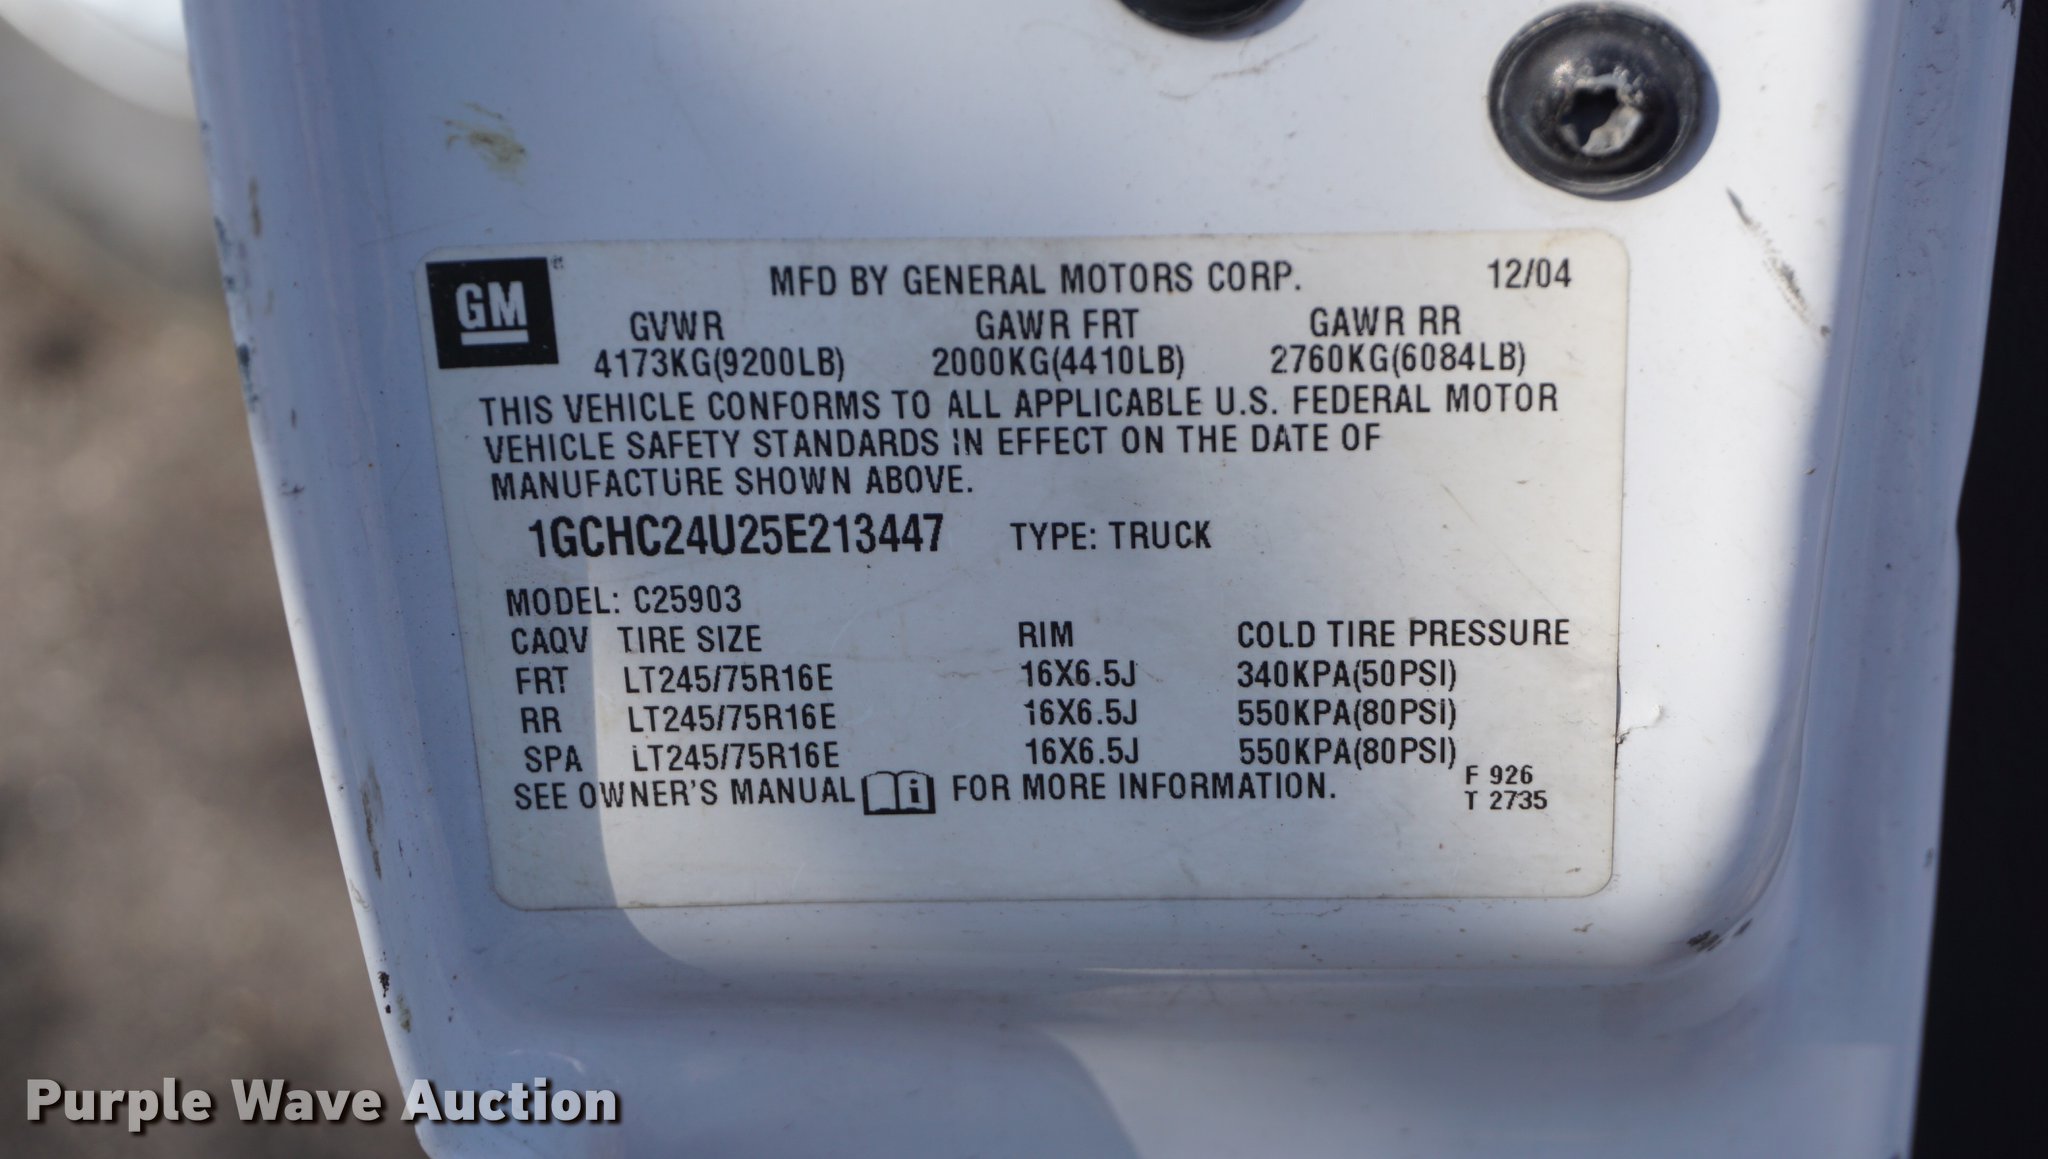 GM
MFD BY GENERAL MOTORS CORP. 12/04
GVWR GAWR FRT GAWR RR
4173KG(9200LB) 2000KG(4410LB) 2760KG(6084LB)
THIS VEHICLE CONFORMS TO ALL APPLICABLE U.S. FEDERAL MOTOR
VEHICLE SAFETY STANDARDS IN EFFECT ON THE DATE OF
MANUFACTURE SHOWN ABOVE.
1GCHC24U25E213447 TYPE: TRUCK
MODEL: C25903
CAQV TIRE SIZE RIM COLD TIRE PRESSURE
FRT LT245/75R16E 16X6.5J 340KPA(50PSI)
RR LT245/75R16E 16X6.5J 550KPA(80PSI)
SPA LT245/75R16E 16X6.5J 550KPA(80PSI)
SEE OWNER'S MANUAL i FOR MORE INFORMATION.
F 926
T 2735
Purple Wave Auction